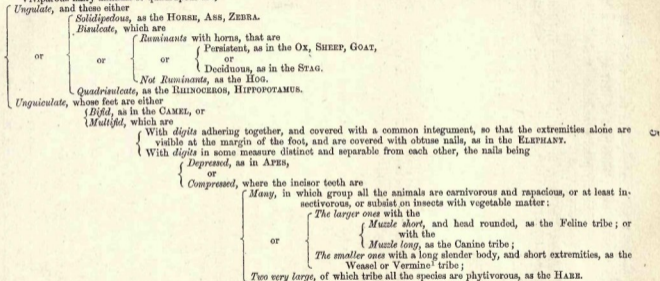 Ungulate, and these either
Solidipedous, as the HORSE, ASS, ZEBRA.
Bisulcate, which are
Ruminants with horns, that are
Persistent, as in the OX, SHEEP, GOAT,
or
or
or
or
Deciduous, as in the STAG.
Not Ruminants, as the HOG.
Quadrisulcate, as the RHINOCEROS, HIPPOPOTAMUS.
Unguiculate, whose feet are either
Bifid, as in the CAMEL, or
Multifid, which are
With digits adhering together, and covered with a common integument, so that the extremities alone are
visible at the margin of the foot, and are covered with obtuse nails, as in the ELEPHANT.
With digits in some measure distinct and separable from each other, the nails being
Depressed, as in APES,
or
Compressed, where the incisor teeth are
Many, in which group all the animals are carnivorous and rapacious, or at least in-
sectivorous, or subsist on insects with vegetable matter;
The larger ones with the
Muzzle short, and head rounded, as the Feline tribe; or
with the
or
Muzzle long, as the Canine tribe;
The smaller ones with a long slender body, and short extremities, as the
Weasel or Vermine tribe;
Two very large, of which tribe all the species are phytivorous, as the HARE.